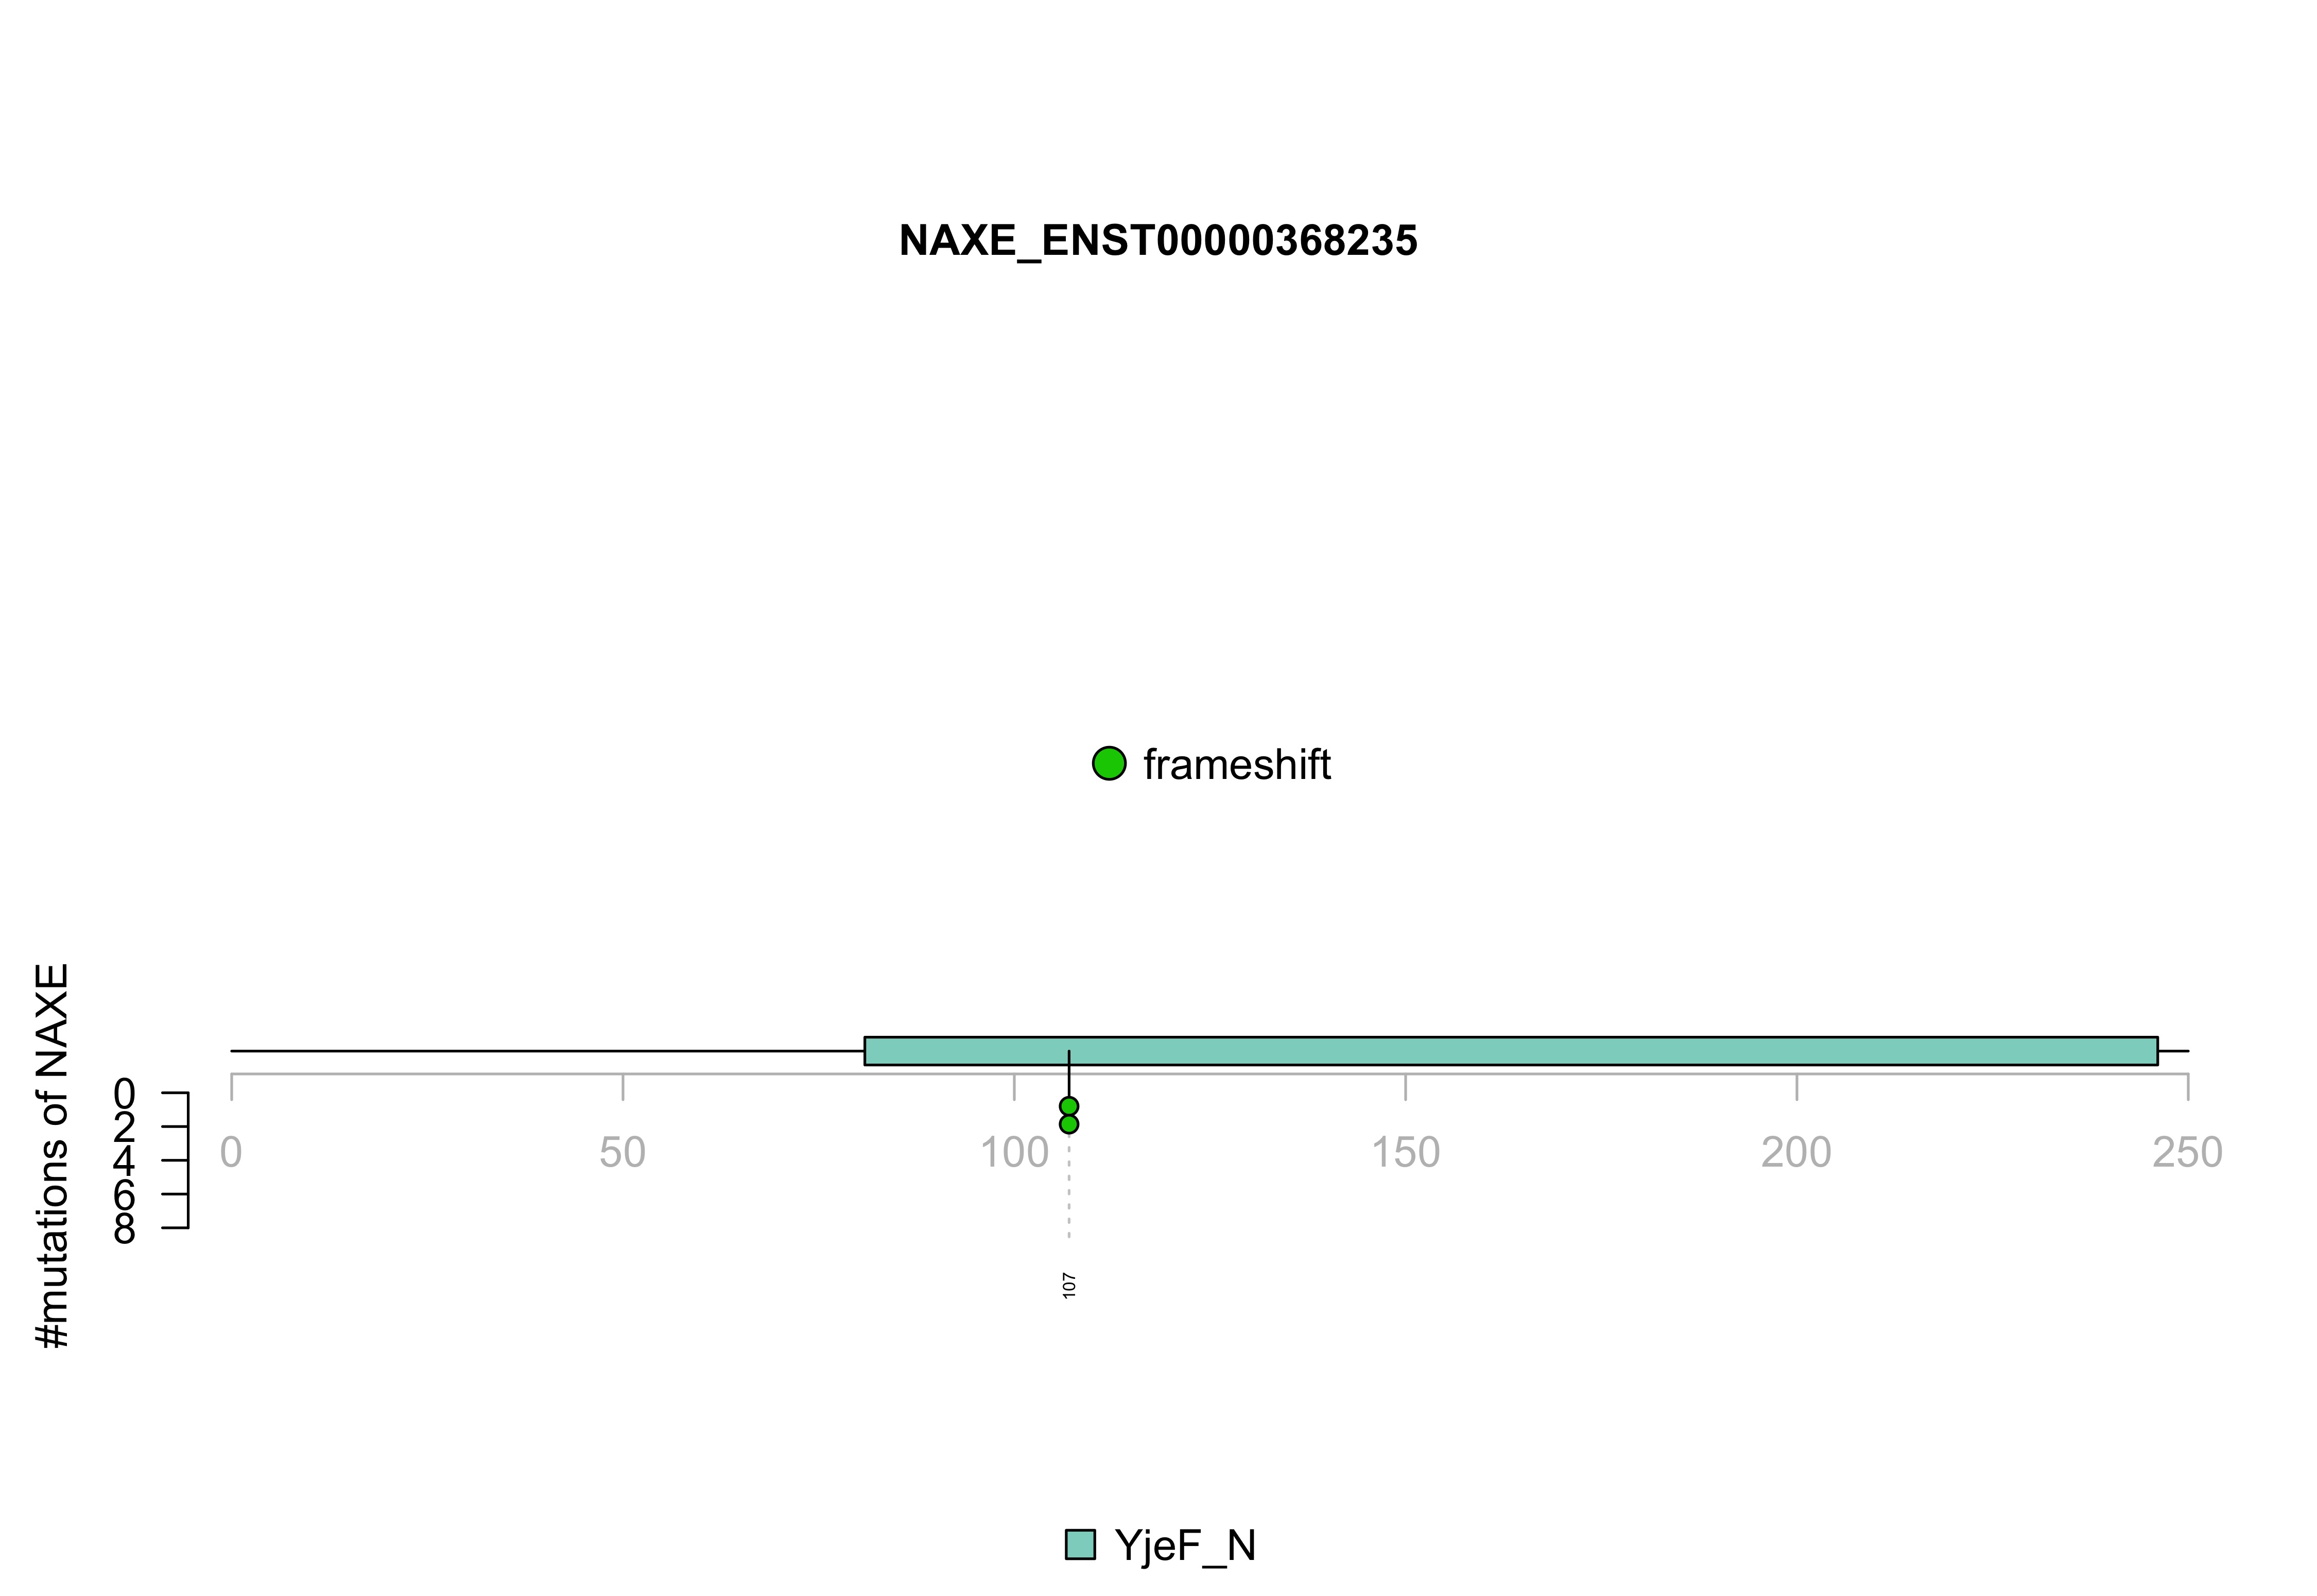 NAXE_ENST00000368235
frameshift
#mutations of NAXE
0
2
4
6
8
0 50 100 150 200 250
107
YjeF_N